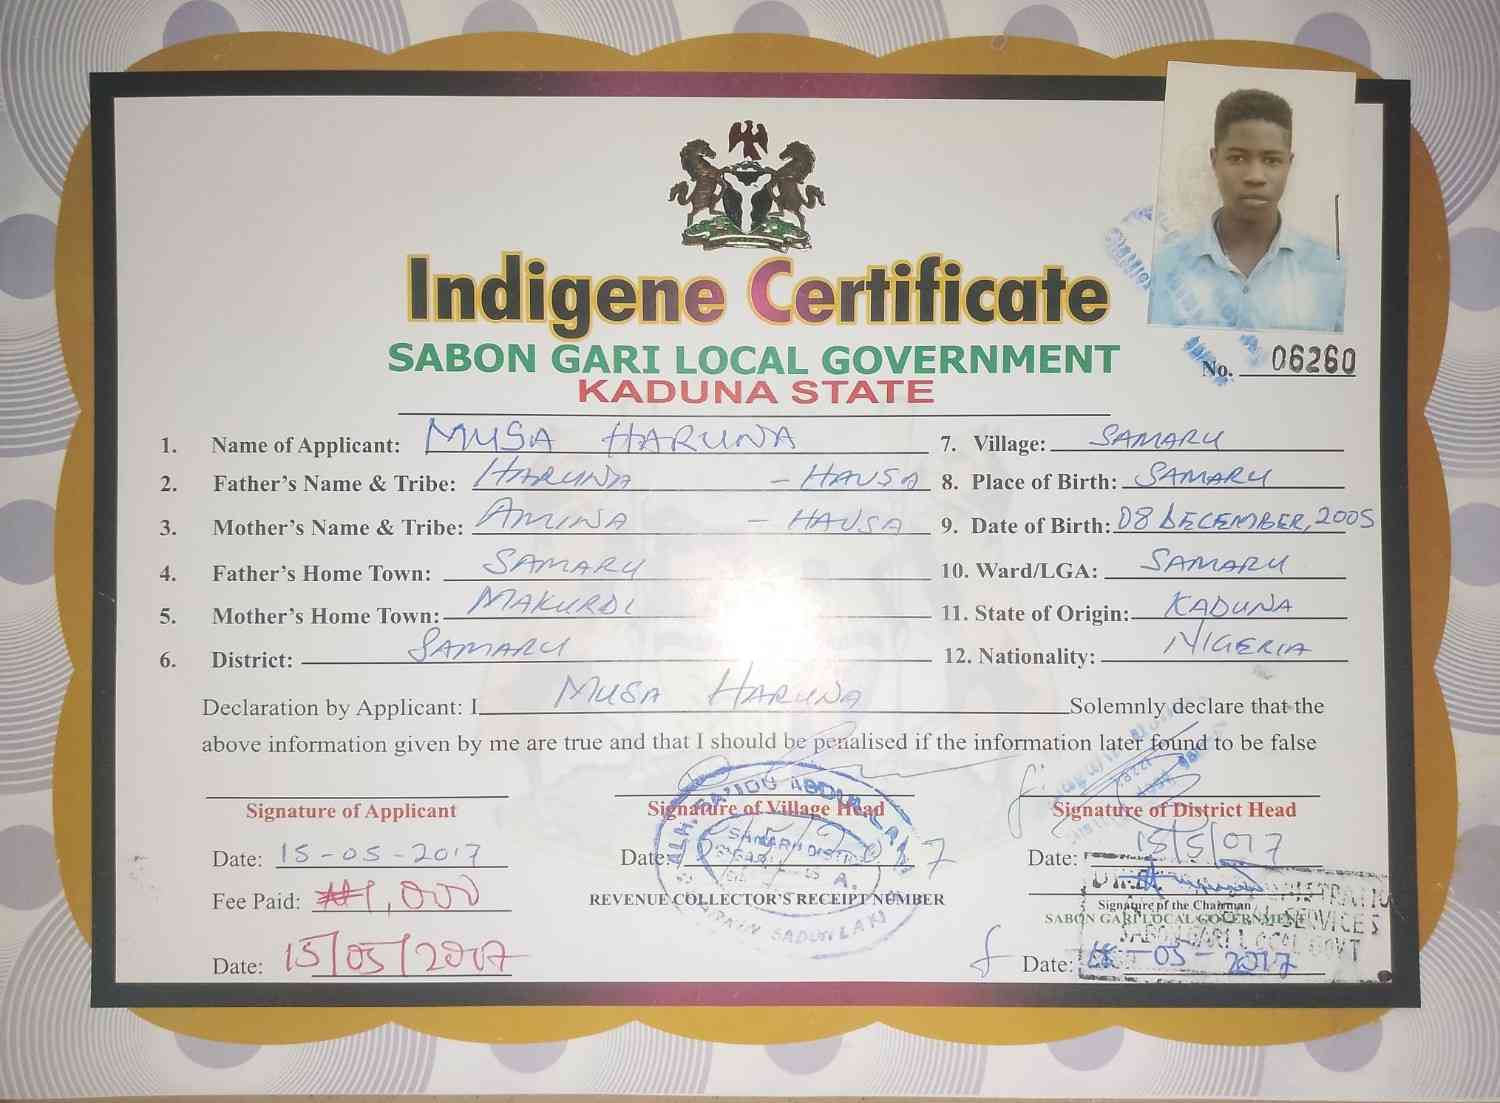 Indigene Certificate
SABON GARI LOCAL GOVERNMENT
KADUNA STATE
No. 06260
1. Name of Applicant: MUSA HARUNA
2. Father's Name & Tribe: HARUNA - HAUSA
3. Mother's Name & Tribe: AMINA - HAUSA
4. Father's Home Town: SAMARU
5. Mother's Home Town: MAKURDI
6. District: SAMARU
7. Village: SAMARU
8. Place of Birth: SAMARU
9. Date of Birth: 08 DECEMBER, 2005
10. Ward/LGA: SAMARU
11. State of Origin: KADUNA
12. Nationality: NIGERIA
Declaration by Applicant: I MUSA HARUNA Solemnly declare that the
above information given by me are true and that I should be penalised if the information later found to be false
Signature of Applicant
Date: 15-05-2017
Fee Paid: ₦1,000
Date: 15/05/2017
Signature of Village Head
Date:
REVENUE COLLECTOR'S RECEIPT NUMBER
Signature of District Head
Date: 15/5/017
Signature of the Chairman
SABON GARI LOCAL GOVERNMENT
Date: -05-2017